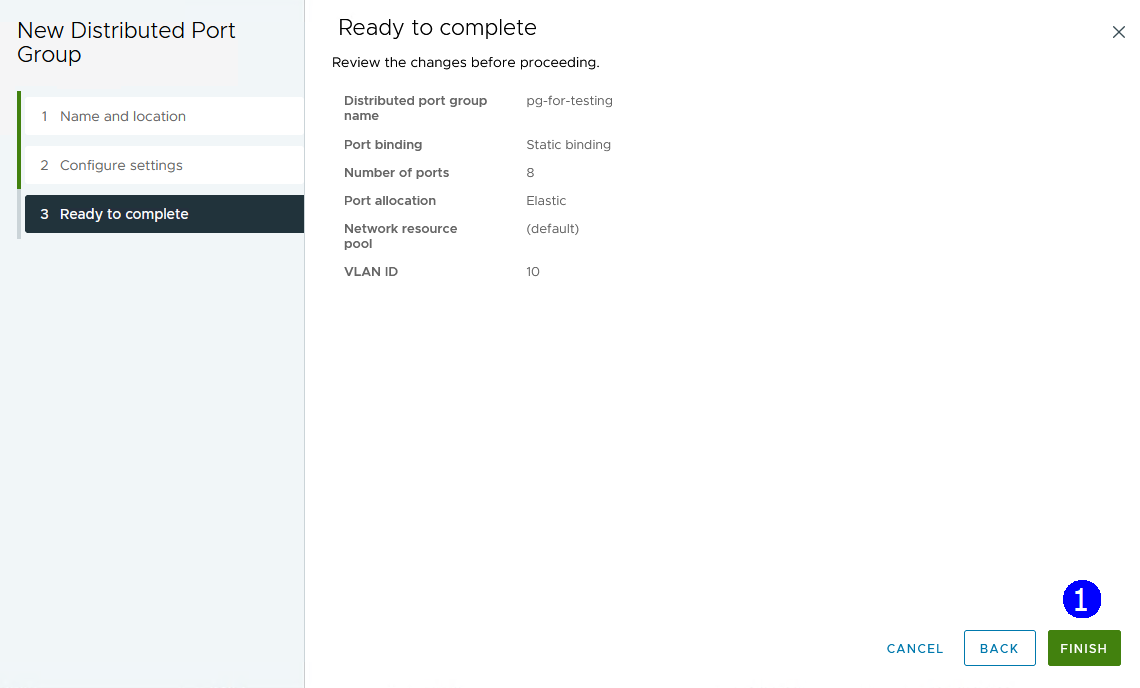 New Distributed Port
Group
1 Name and location
2 Configure settings
3 Ready to complete
Ready to complete
Review the changes before proceeding.
Distributed port group
name
pg-for-testing
Port binding Static binding
Number of ports 8
Port allocation Elastic
Network resource
pool
(default)
VLAN ID 10
1
CANCEL BACK FINISH